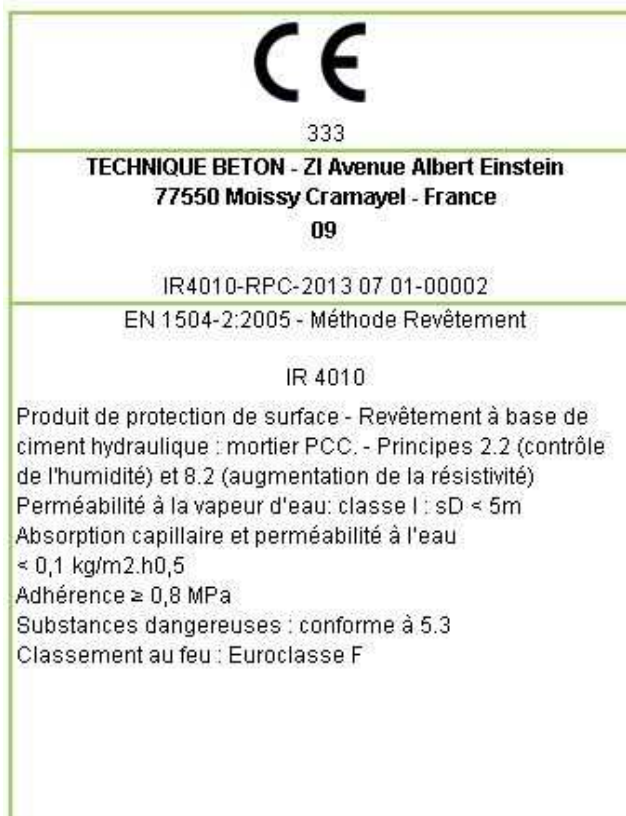 CE
333
TECHNIQUE BETON - ZI Avenue Albert Einstein
77550 Moissy Cramayel - France
09
IR4010-RPC-2013 07 01-00002
EN 1504-2:2005 - Méthode Revêtement
IR 4010
Produit de protection de surface - Revêtement à base de
ciment hydraulique : mortier PCC. - Principes 2.2 (contrôle
de l'humidité) et 8.2 (augmentation de la résistivité)
Perméabilité à la vapeur d'eau: classe I : sD < 5m
Absorption capillaire et perméabilité à l'eau
< 0,1 kg/m2.h0,5
Adhérence ≥ 0,8 MPa
Substances dangereuses : conforme à 5.3
Classement au feu : Euroclasse F